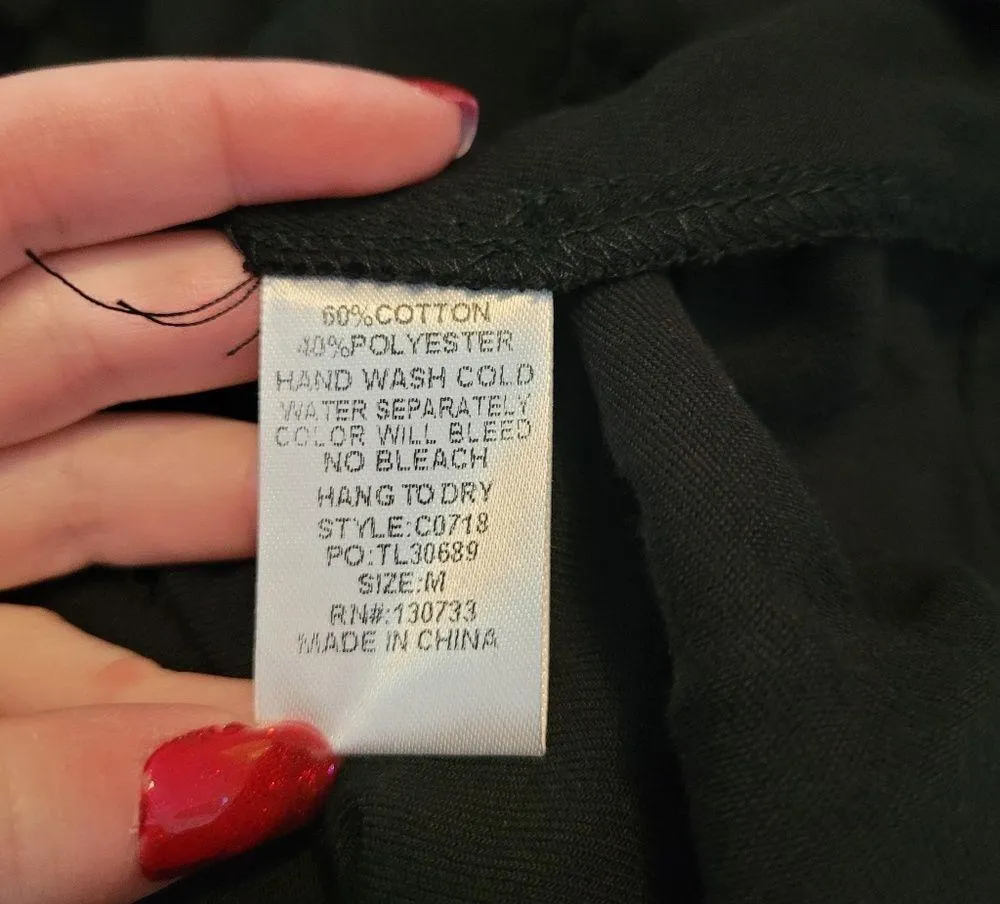 60%COTTON
40%POLYESTER
HAND WASH COLD
WATER SEPARATELY
COLOR WILL BLEED
NO BLEACH
HANG TO DRY
STYLE:C0718
PO:TL30689
SIZE:M
RN#:130733
MADE IN CHINA